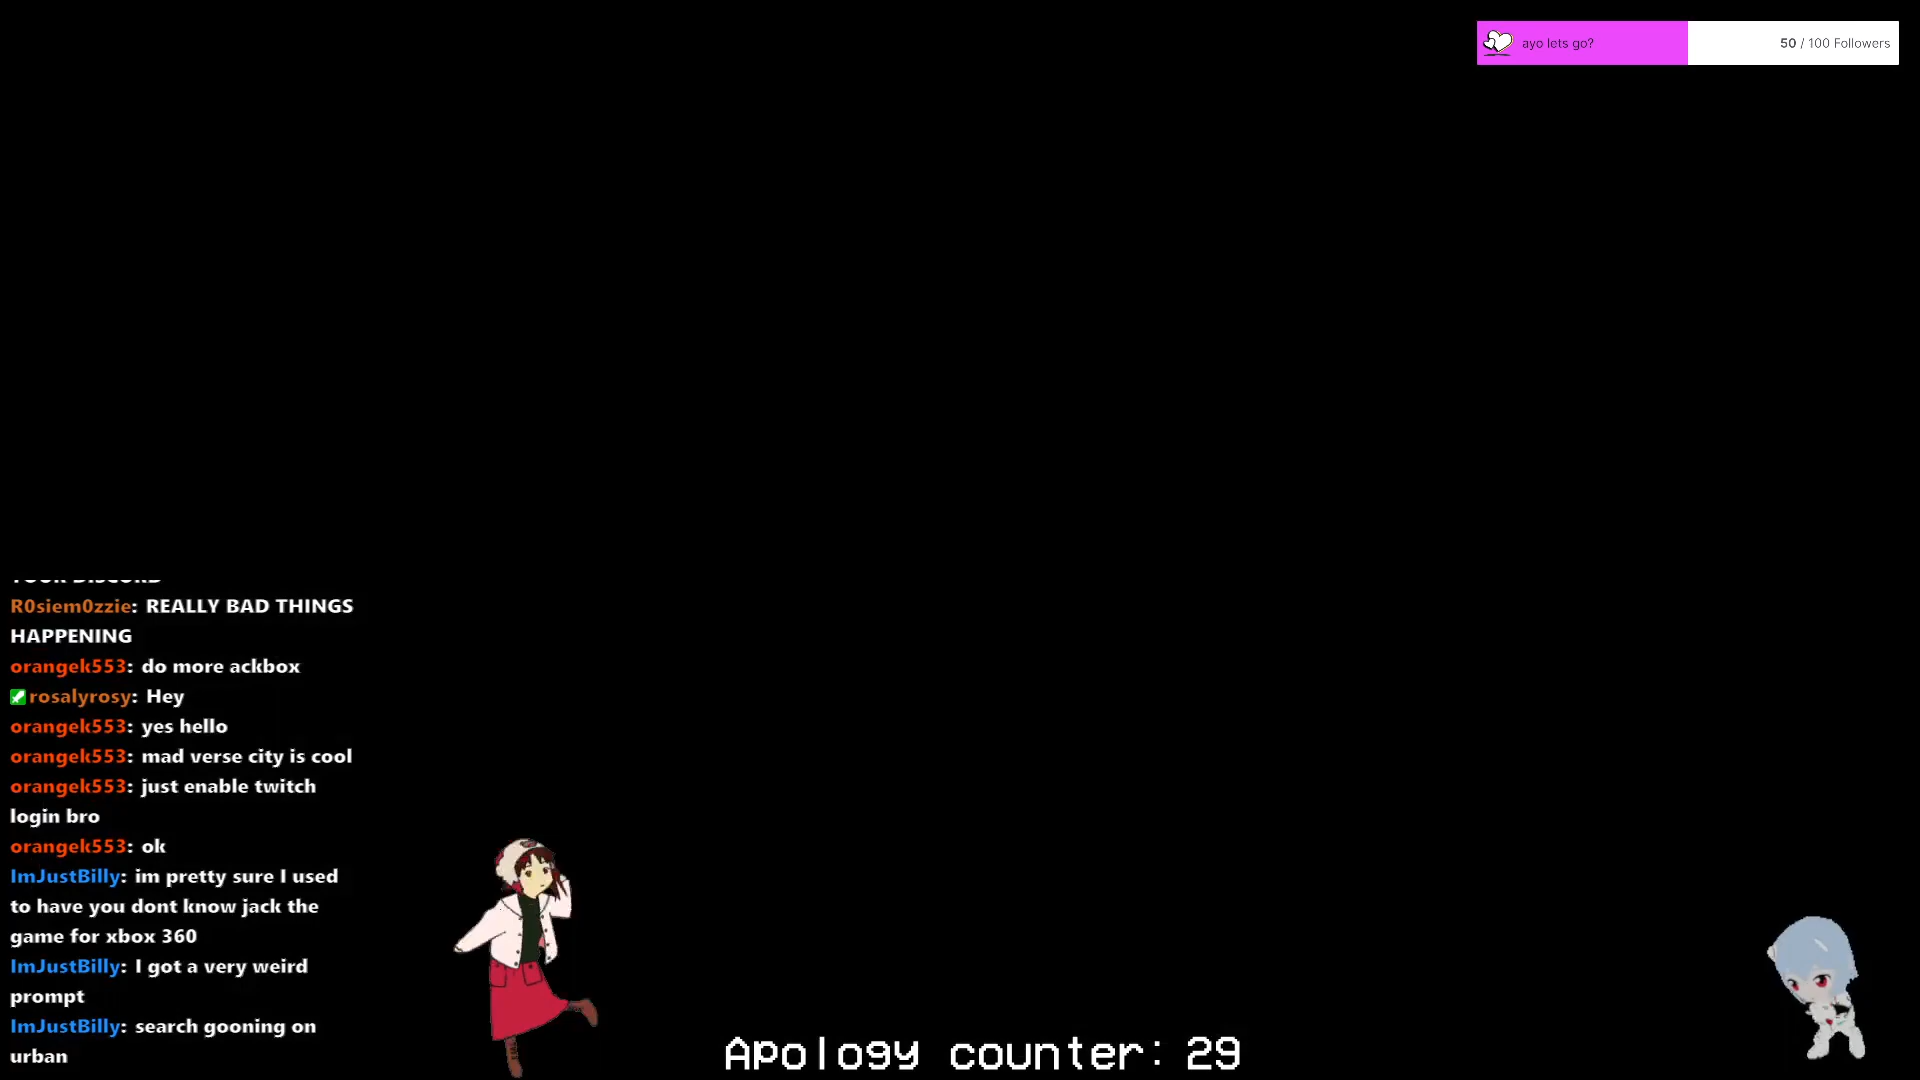 ayo lets go?
50 / 100 Followers
YOUR DISCORD
R0siem0zzie: REALLY BAD THINGS
HAPPENING
orangek553: do more ackbox
rosalyrosy: Hey
orangek553: yes hello
orangek553: mad verse city is cool
orangek553: just enable twitch
login bro
orangek553: ok
ImJustBilly: im pretty sure I used
to have you dont know jack the
game for xbox 360
ImJustBilly: I got a very weird
prompt
ImJustBilly: search gooning on
urban
Apology counter: 29